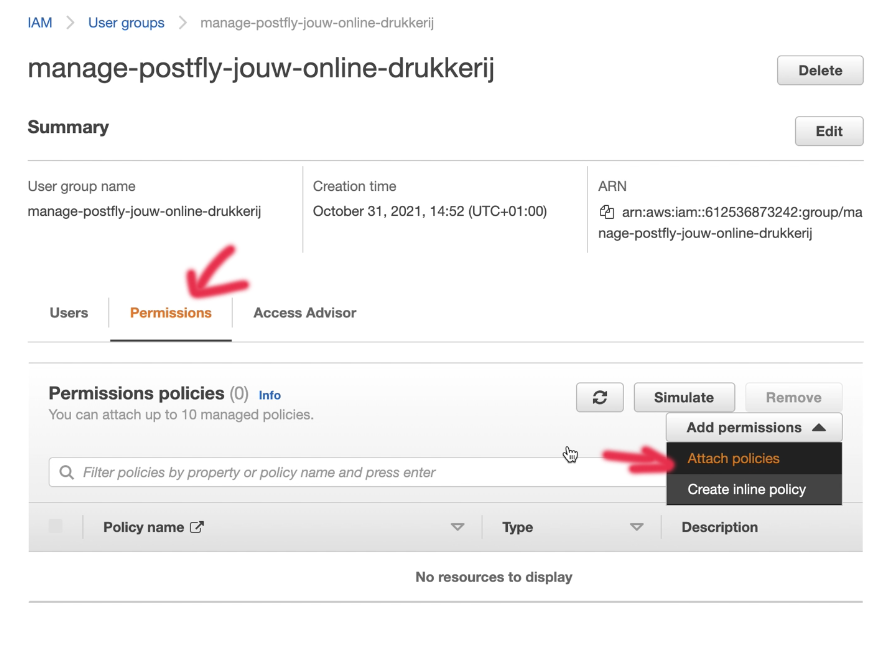 IAM > User groups > manage-postfly-jouw-online-drukkerij
manage-postfly-jouw-online-drukkerij
Delete
Summary
Edit
User group name
manage-postfly-jouw-online-drukkerij
Creation time
October 31, 2021, 14:52 (UTC+01:00)
ARN
arn:aws:iam::612536873242:group/ma
nage-postfly-jouw-online-drukkerij
Users
Permissions
Access Advisor
Permissions policies (0) Info
You can attach up to 10 managed policies.
Simulate
Remove
Add permissions
Attach policies
Create inline policy
Filter policies by property or policy name and press enter
Policy name
Type
Description
No resources to display